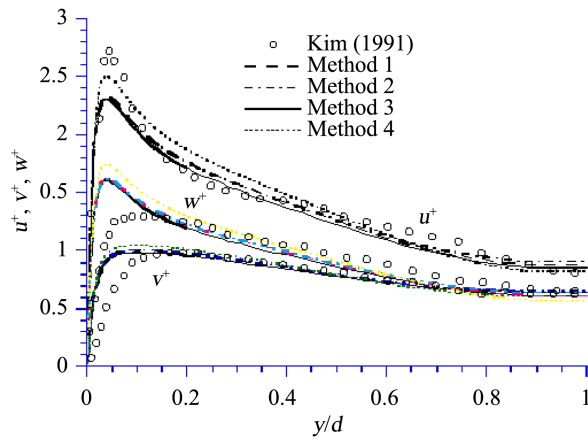 3
2.5
2
0.5
1
0.5
0
0
0.2
0.4
0.6
0.8
1
u⁺, v⁺, w⁺
y/d
Kim (1991)
Method 1
Method 2
Method 3
Method 4
w⁺
u⁺
v⁺